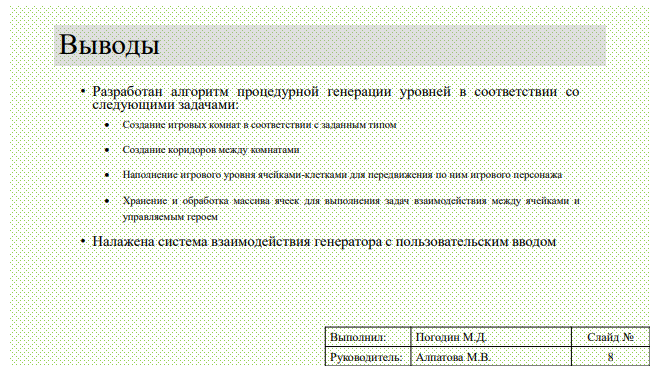 Выводы
• Разработан алгоритм процедурной генерации уровней в соответствии со
следующими задачами:
• Создание игровых комнат в соответствии с заданным типом
• Создание коридоров между комнатами
• Наполнение игрового уровня ячейками-клетками для передвижения по ним игрового персонажа
• Хранение и обработка массива ячеек для выполнения задач взаимодействия между ячейками и
управляемым героем
• Налажена система взаимодействия генератора с пользовательским вводом
Выполнил: Погодин М.Д. Слайд №
Руководитель: Алпатова М.В. 8